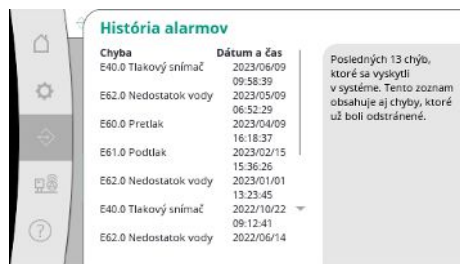 História alarmov
Chyba Dátum a čas
E40.0 Tlakový snímač 2023/06/09
09:58:39
E62.0 Nedostatok vody 2023/05/09
06:52:29
E60.0 Pretlak 2023/04/09
16:18:37
E61.0 Podtlak 2023/02/15
15:36:26
E62.0 Nedostatok vody 2023/01/01
13:23:45
E40.0 Tlakový snímač 2022/10/22
09:12:41
E62.0 Nedostatok vody 2022/06/14
Posledných 13 chýb,
ktoré sa vyskytli
v systéme. Tento zoznam
obsahuje aj chyby, ktoré
už boli odstránené.